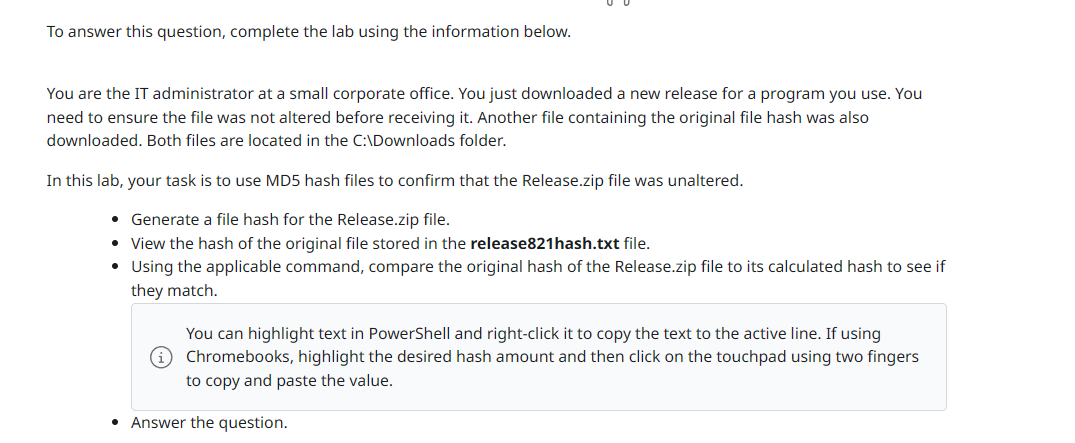 To answer this question, complete the lab using the information below.
You are the IT administrator at a small corporate office. You just downloaded a new release for a program you use. You
need to ensure the file was not altered before receiving it. Another file containing the original file hash was also
downloaded. Both files are located in the C:\Downloads folder.
In this lab, your task is to use MD5 hash files to confirm that the Release.zip file was unaltered.
• Generate a file hash for the Release.zip file.
• View the hash of the original file stored in the release821hash.txt file.
• Using the applicable command, compare the original hash of the Release.zip file to its calculated hash to see if
they match.
You can highlight text in PowerShell and right-click it to copy the text to the active line. If using
Chromebooks, highlight the desired hash amount and then click on the touchpad using two fingers
to copy and paste the value.
• Answer the question.